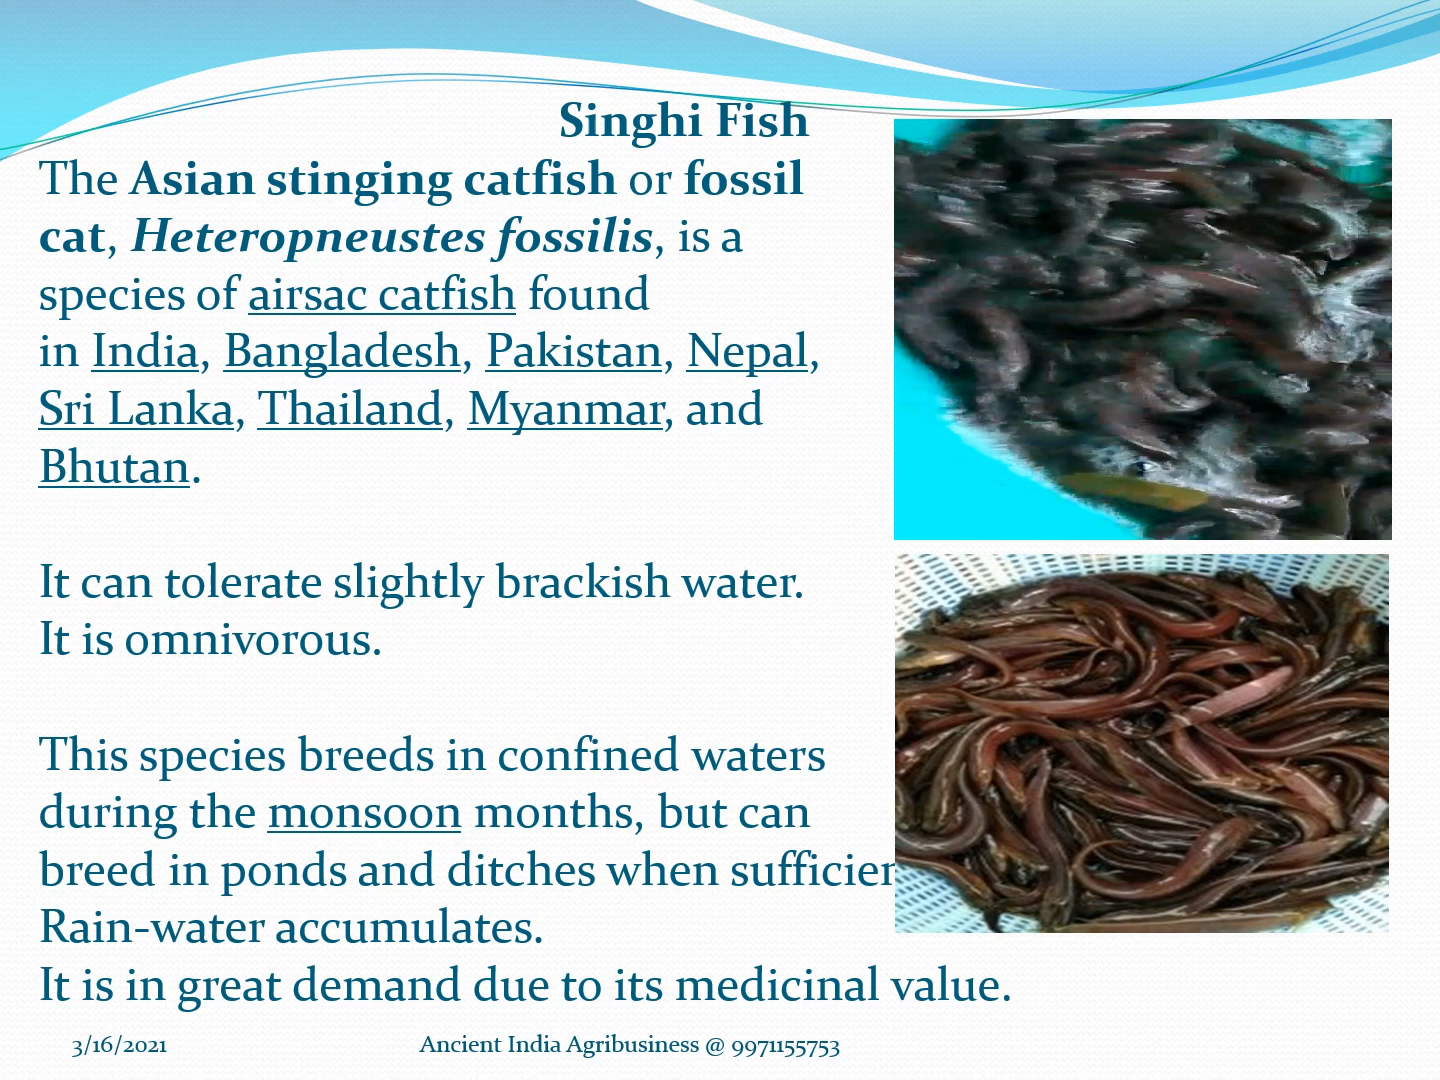 Singhi Fish
The Asian stinging catfish or fossil
cat, Heteropneustes fossilis, is a
species of airsac catfish found
in India, Bangladesh, Pakistan, Nepal,
Sri Lanka, Thailand, Myanmar, and
Bhutan.
It can tolerate slightly brackish water.
It is omnivorous.
This species breeds in confined waters
during the monsoon months, but can
breed in ponds and ditches when
Rain-water accumulates.
It is in great demand due to its medicinal value.
3/16/2021
Ancient India Agribusiness @ 9971155753